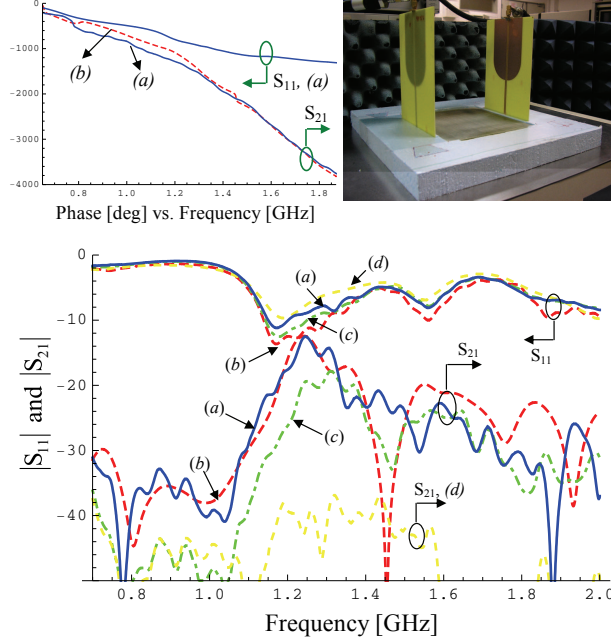 0
-1000
-2000
-3000
-4000
(b)
(a)
S11, (a)
S21
0.8
1.0
1.2
1.4
1.6
1.8
Phase [deg] vs. Frequency [GHz]
0
-10
-20
-30
-40
|S11| and |S21|
(a)
(d)
(b)
(c)
S21
S11
(a)
(c)
(b)
S21, (d)
0.8
1.0
1.2
1.4
1.6
1.8
2.0
Frequency [GHz]